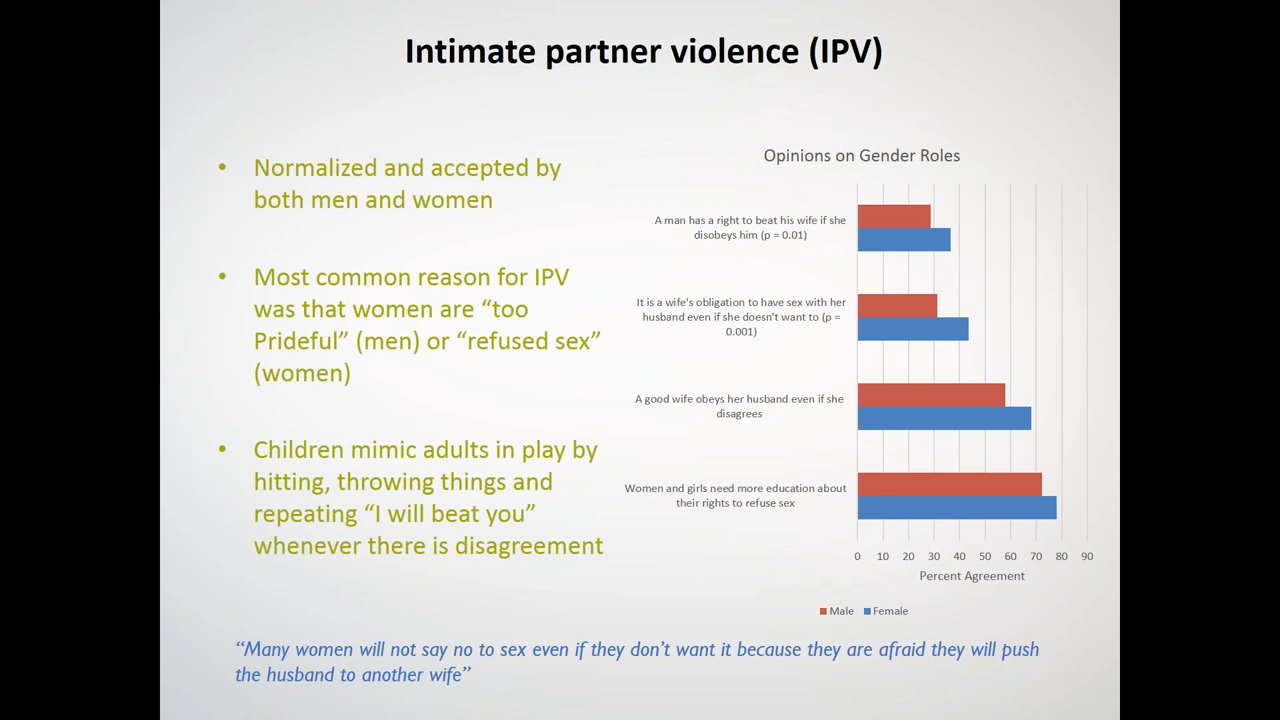 Intimate partner violence (IPV)
• Normalized and accepted by
both men and women
• Most common reason for IPV
was that women are “too
Prideful” (men) or “refused sex”
(women)
• Children mimic adults in play by
hitting, throwing things and
repeating “I will beat you”
whenever there is disagreement
Opinions on Gender Roles
A man has a right to beat his wife if she
disobeys him (p = 0.01)
It is a wife's obligation to have sex with her
husband even if she doesn't want to (p =
0.001)
A good wife obeys her husband even if she
disagrees
Women and girls need more education about
their rights to refuse sex
0 10 20 30 40 50 60 70 80 90
Percent Agreement
Male Female
“Many women will not say no to sex even if they don’t want it because they are afraid they will push
the husband to another wife”